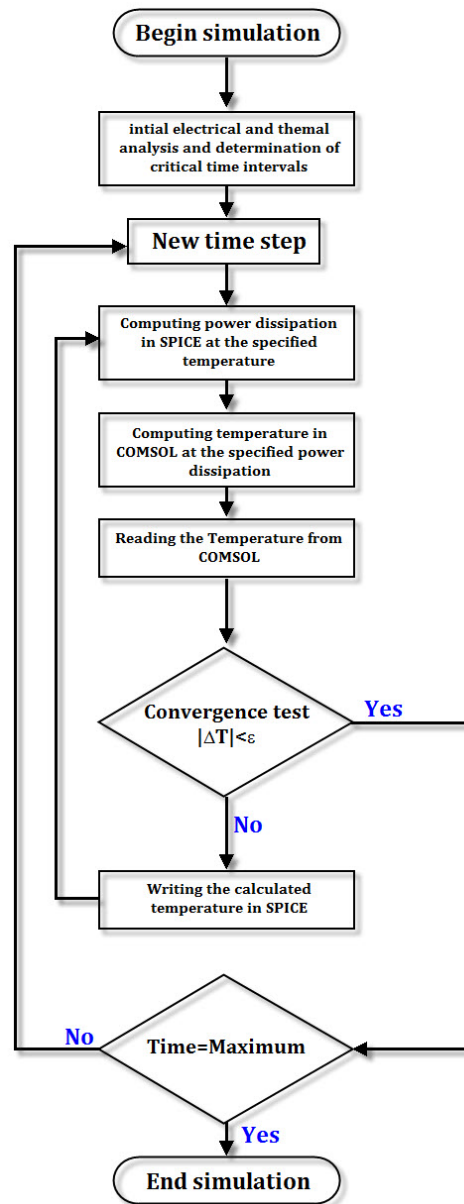 Begin simulation
intial electrical and themal
analysis and determination of
critical time intervals
New time step
Computing power dissipation
in SPICE at the specified
temperature
Computing temperature in
COMSOL at the specified power
dissipation
Reading the Temperature from
COMSOL
Convergence test
|ΔT|<ε
Yes
No
Writing the calculated
temperature in SPICE
No
Time=Maximum
Yes
End simulation